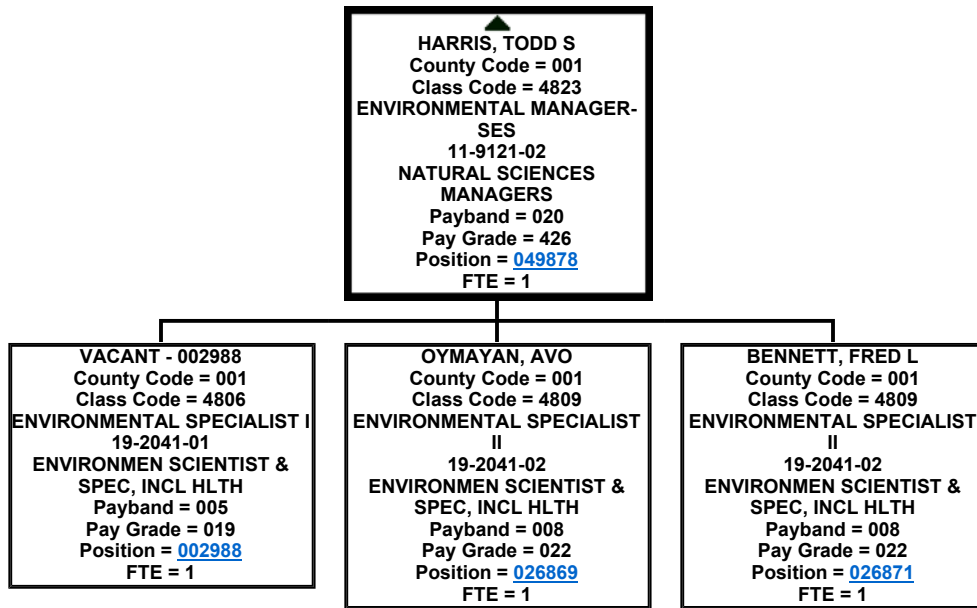 HARRIS, TODD S
County Code = 001
Class Code = 4823
ENVIRONMENTAL MANAGER-
SES
11-9121-02
NATURAL SCIENCES
MANAGERS
Payband = 020
Pay Grade = 426
Position = 049878
FTE = 1
VACANT - 002988
County Code = 001
Class Code = 4806
ENVIRONMENTAL SPECIALIST I
19-2041-01
ENVIRONMEN SCIENTIST &
SPEC, INCL HLTH
Payband = 005
Pay Grade = 019
Position = 002988
FTE = 1
OYMAYAN, AVO
County Code = 001
Class Code = 4809
ENVIRONMENTAL SPECIALIST
II
19-2041-02
ENVIRONMEN SCIENTIST &
SPEC, INCL HLTH
Payband = 008
Pay Grade = 022
Position = 026869
FTE = 1
BENNETT, FRED L
County Code = 001
Class Code = 4809
ENVIRONMENTAL SPECIALIST
II
19-2041-02
ENVIRONMEN SCIENTIST &
SPEC, INCL HLTH
Payband = 008
Pay Grade = 022
Position = 026871
FTE = 1